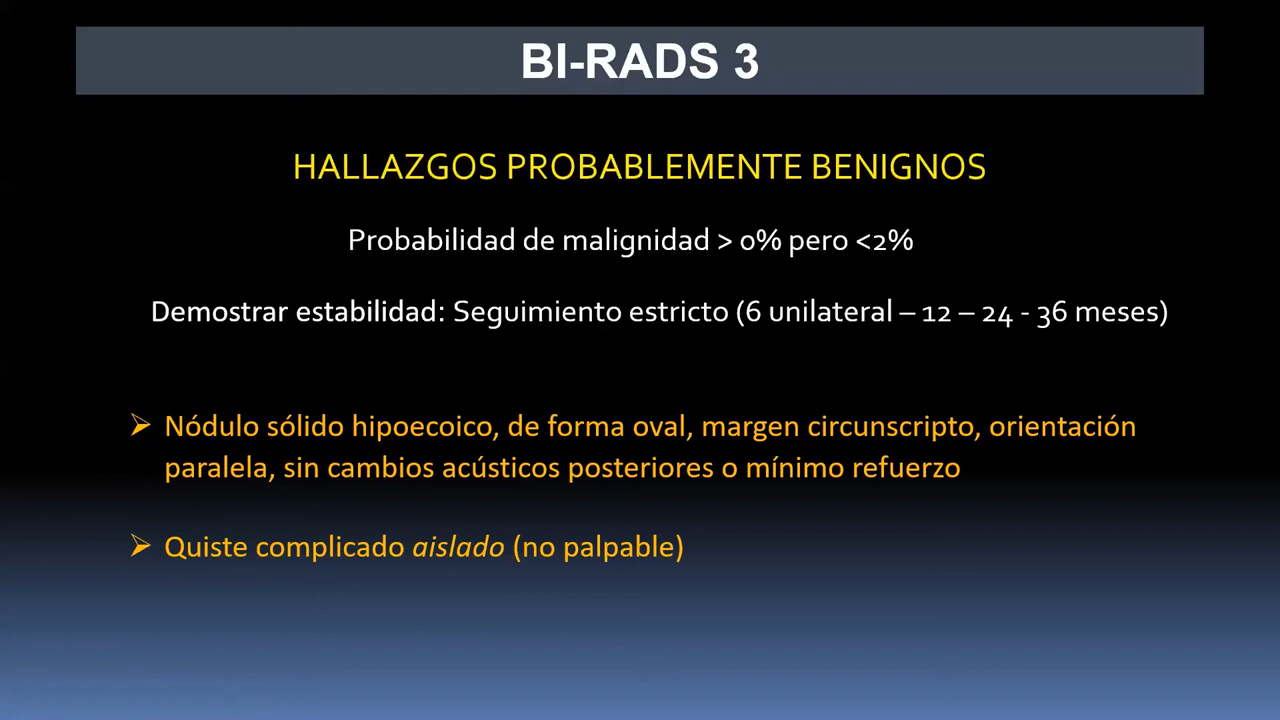 BI-RADS 3
HALLAZGOS PROBABLEMENTE BENIGNOS
Probabilidad de malignidad > 0% pero <2%
Demostrar estabilidad: Seguimiento estricto (6 unilateral – 12 – 24 - 36 meses)
➢ Nódulo sólido hipoecoico, de forma oval, margen circunscripto, orientación
paralela, sin cambios acústicos posteriores o mínimo refuerzo
➢ Quiste complicado aislado (no palpable)